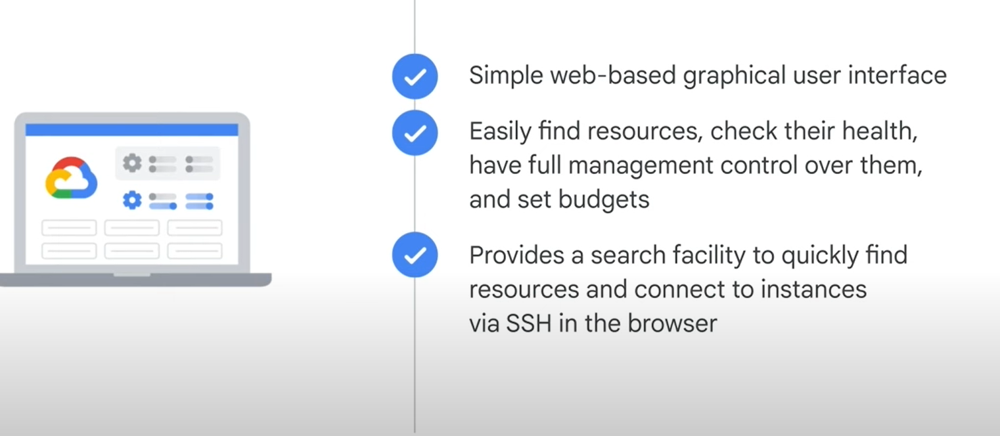 Simple web-based graphical user interface
Easily find resources, check their health,
have full management control over them,
and set budgets
Provides a search facility to quickly find
resources and connect to instances
via SSH in the browser